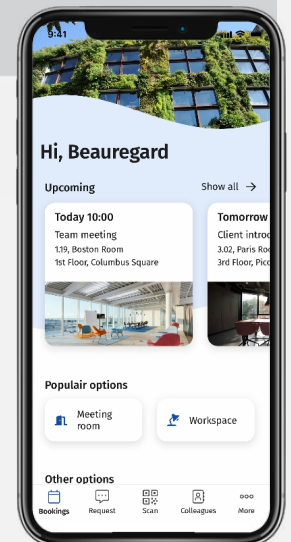 9:41
Hi, Beauregard
Upcoming
Show all →
Today 10:00
Team meeting
1.19, Boston Room
1st Floor, Columbus Square
Tomorrow
Client introd
3.02, Paris Roo
3rd Floor, Picc
Populair options
Meeting
room
Workspace
Other options
Bookings
Request
Scan
Colleagues
More